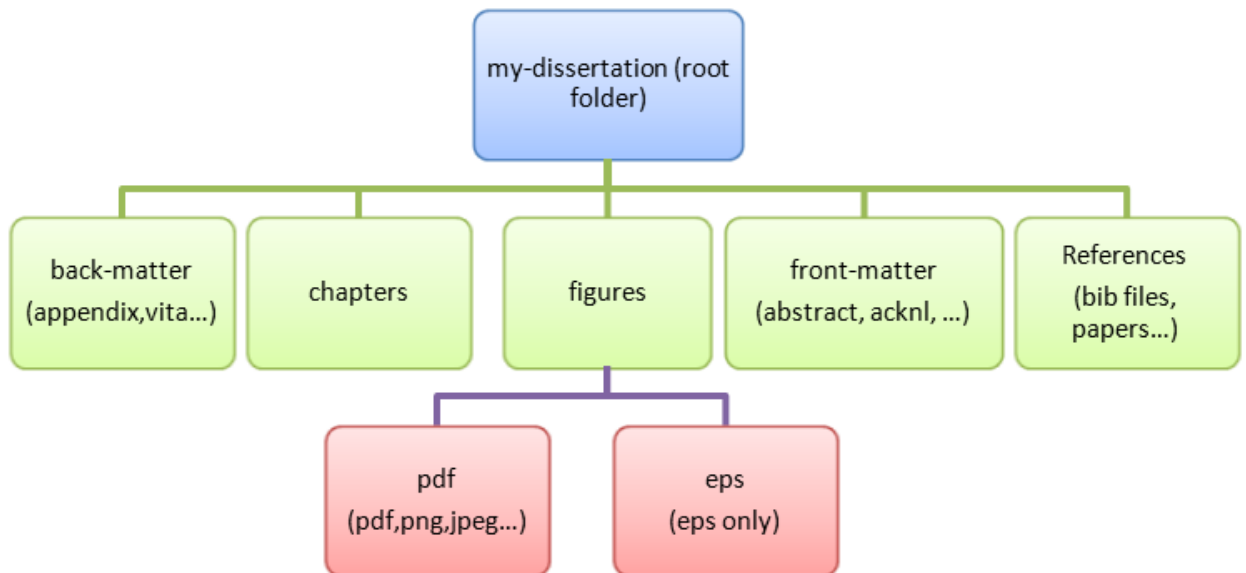 my-dissertation (root
folder)
back-matter
(appendix,vita...)
chapters
figures
front-matter
(abstract, acknl, ...)
References
(bib files,
papers...)
pdf
(pdf,png,jpeg...)
eps
(eps only)